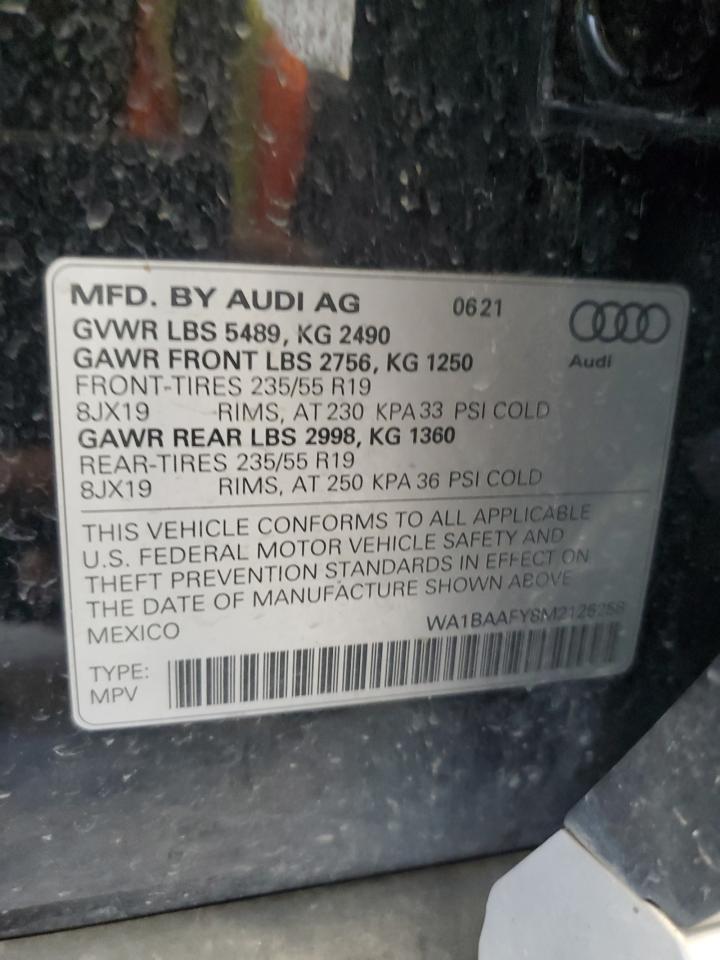 MFD. BY AUDI AG 0621
GVWR LBS 5489, KG 2490
GAWR FRONT LBS 2756, KG 1250
Audi
FRONT-TIRES 235/55 R19
8JX19 RIMS, AT 230 KPA 33 PSI COLD
GAWR REAR LBS 2998, KG 1360
REAR-TIRES 235/55 R19
8JX19 RIMS, AT 250 KPA 36 PSI COLD
THIS VEHICLE CONFORMS TO ALL APPLICABLE
U.S. FEDERAL MOTOR VEHICLE SAFETY AND
THEFT PREVENTION STANDARDS IN EFFECT ON
THE DATE OF MANUFACTURE SHOWN ABOVE
MEXICO
TYPE:
MPV